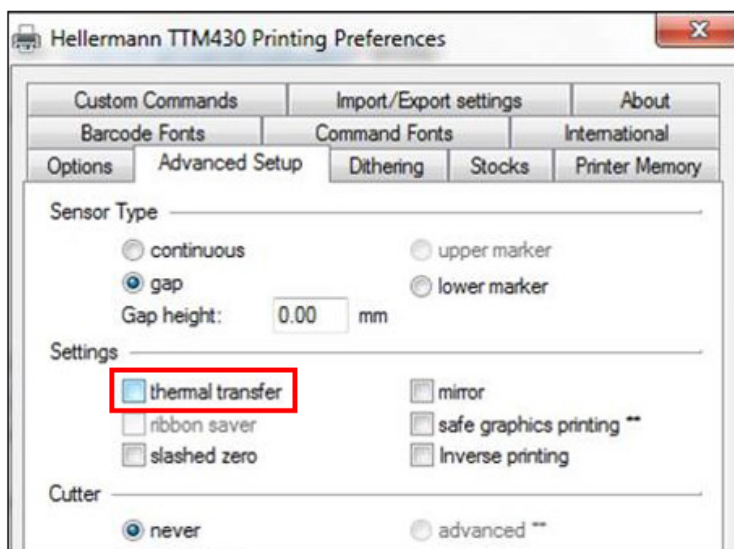 Hellermann TTM430 Printing Preferences
Custom Commands Import/Export settings About
Barcode Fonts Command Fonts International
Options Advanced Setup Dithering Stocks Printer Memory
Sensor Type
continuous upper marker
gap lower marker
Gap height: 0.00 mm
Settings
thermal transfer mirror
ribbon saver safe graphics printing **
slashed zero Inverse printing
Cutter
never advanced **